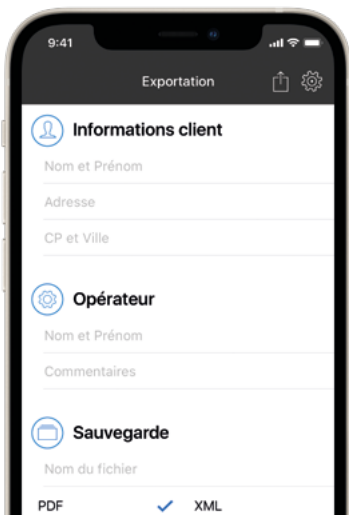 9:41
Exportation
Informations client
Nom et Prénom
Adresse
CP et Ville
Opérateur
Nom et Prénom
Commentaires
Sauvegarde
Nom du fichier
PDF XML